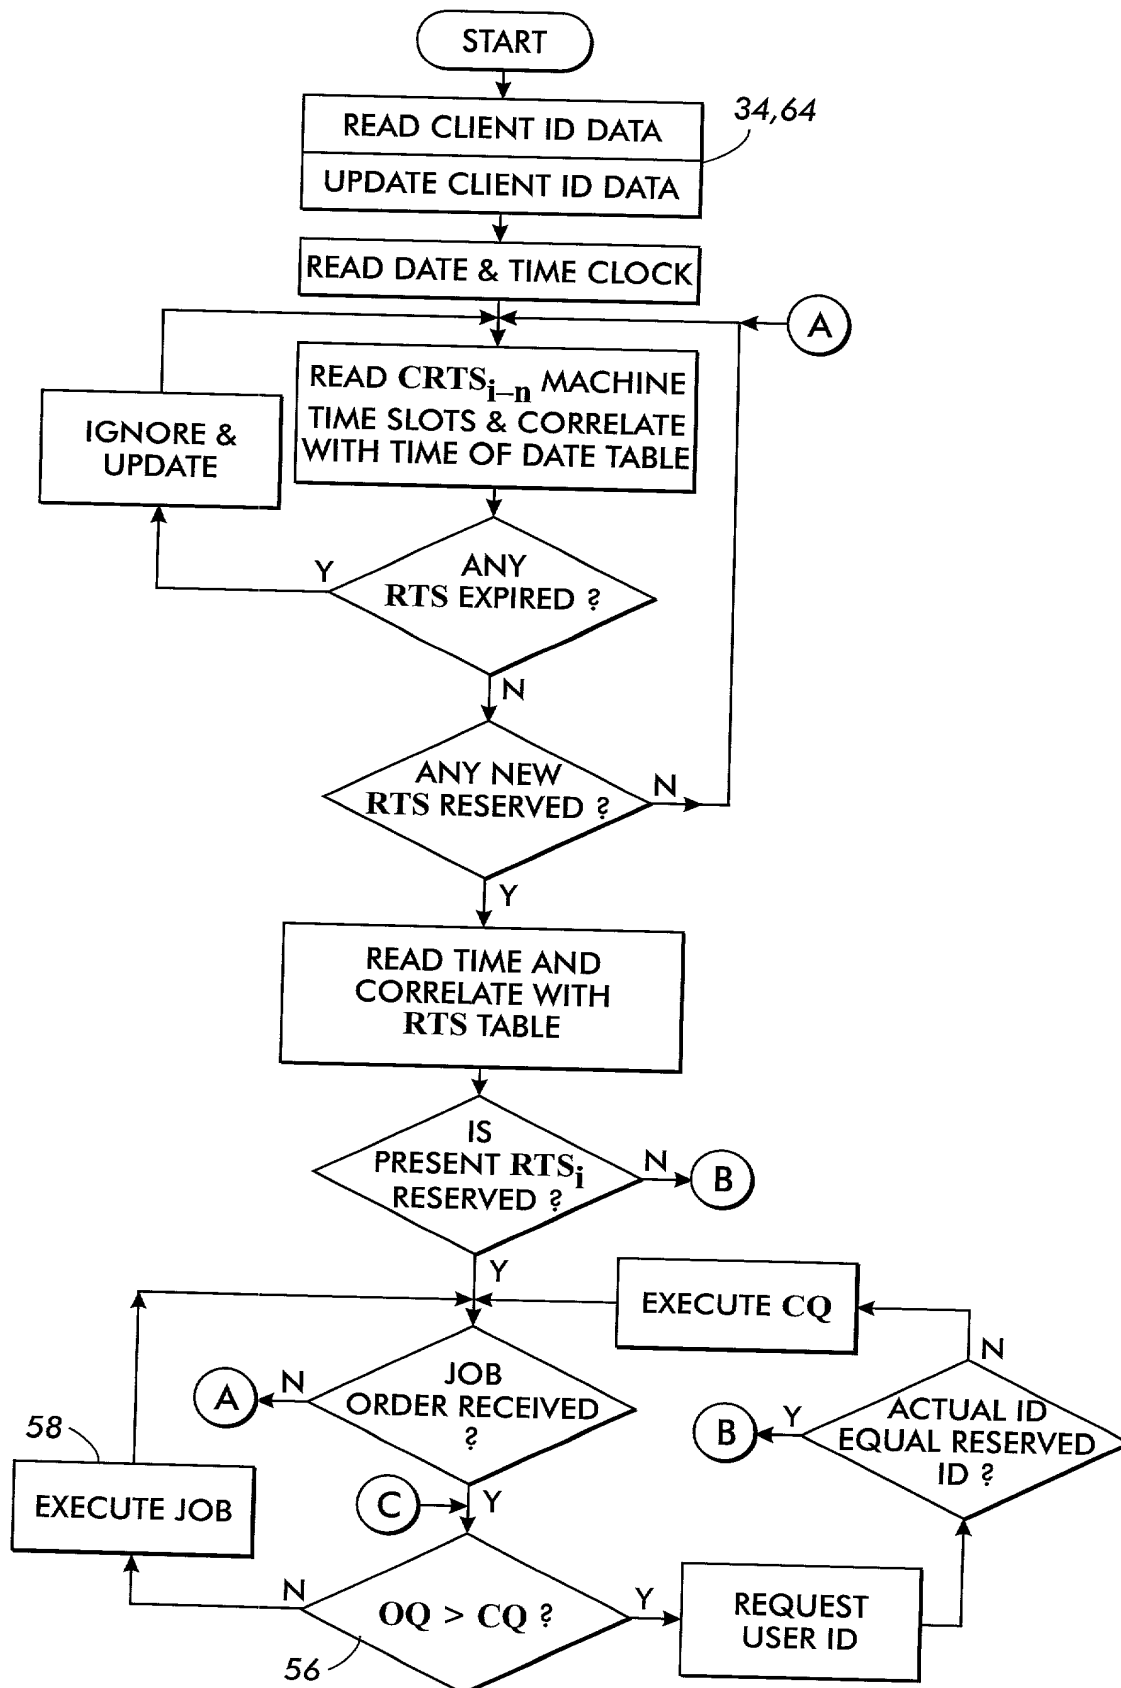 START
READ CLIENT ID DATA
34,64
UPDATE CLIENT ID DATA
READ DATE & TIME CLOCK
A
READ CRTSi–n MACHINE
TIME SLOTS & CORRELATE
WITH TIME OF DATE TABLE
IGNORE &
UPDATE
Y
ANY
RTS EXPIRED ?
N
ANY NEW
RTS RESERVED ?
N
Y
READ TIME AND
CORRELATE WITH
RTS TABLE
IS
PRESENT RTSi
RESERVED ?
N
B
Y
EXECUTE CQ
N
JOB
ORDER RECEIVED
?
N
A
ACTUAL ID
EQUAL RESERVED
ID ?
Y
B
58
EXECUTE JOB
C
Y
N
OQ > CQ ?
Y
REQUEST
USER ID
56